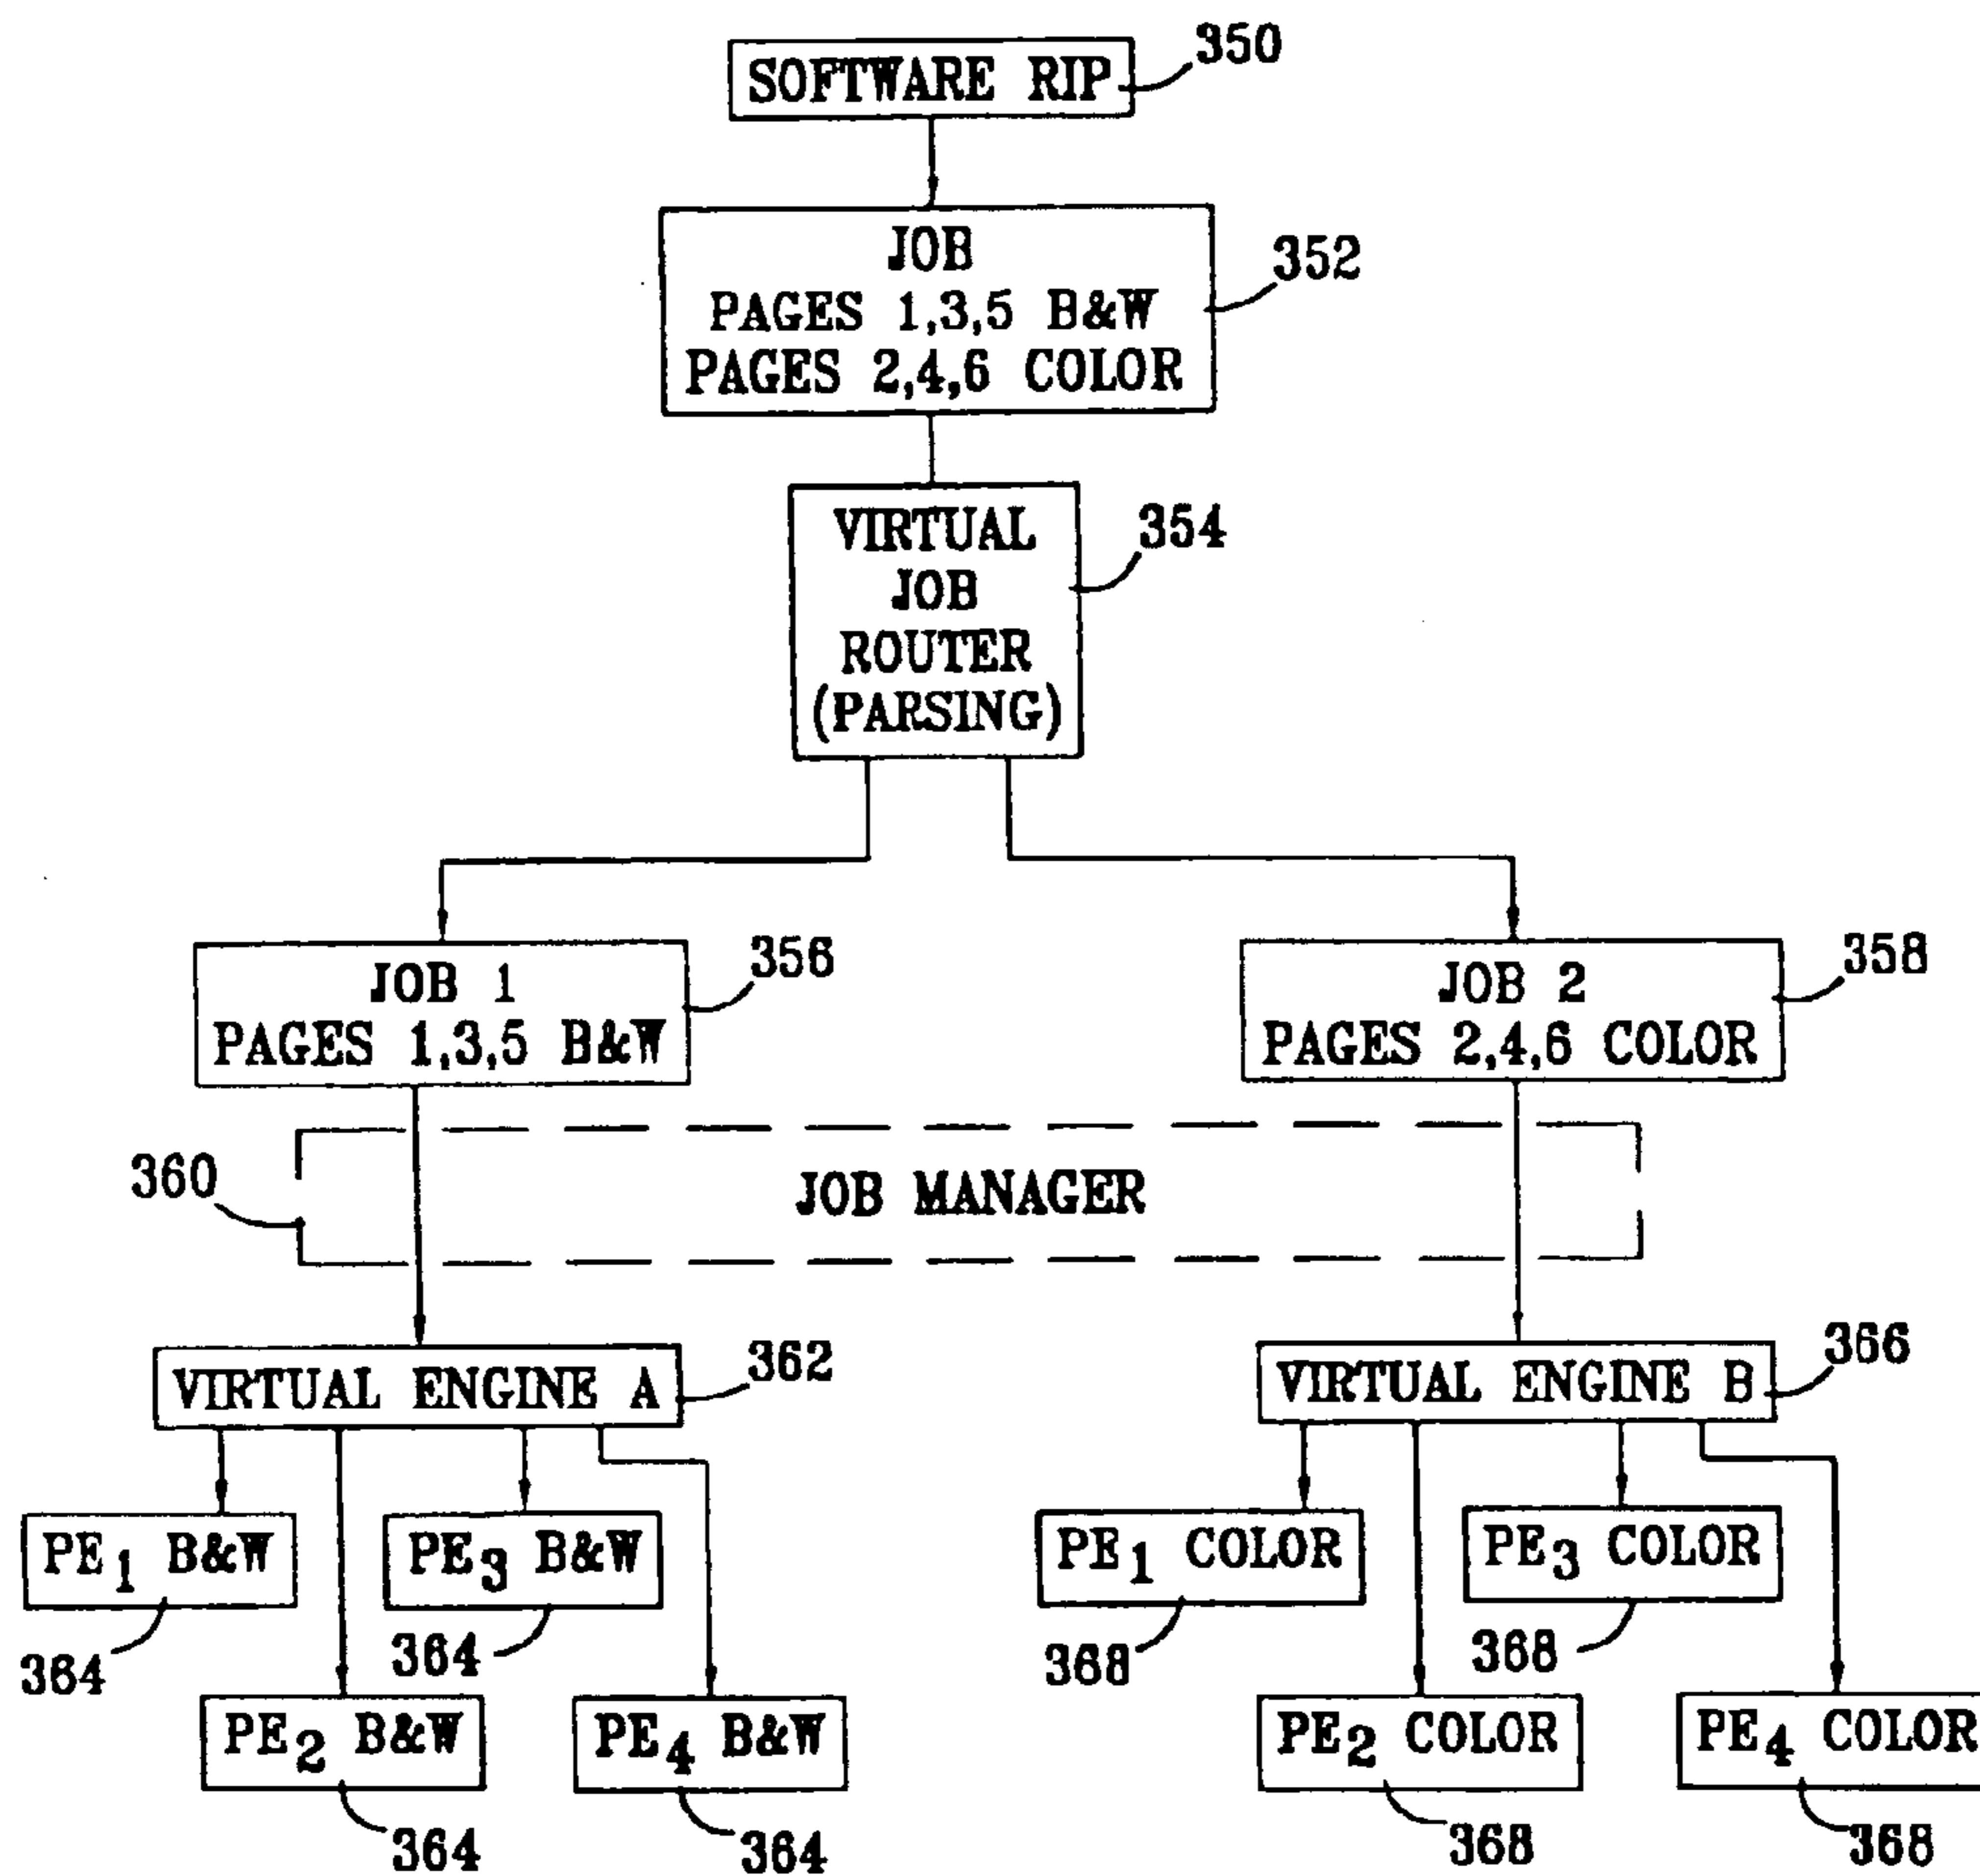 SOFTWARE RIP
350
JOB
PAGES 1,3,5 B&W
PAGES 2,4,6 COLOR
352
VIRTUAL
JOB
ROUTER
(PARSING)
354
JOB 1
PAGES 1,3,5 B&W
356
JOB 2
PAGES 2,4,6 COLOR
358
360
JOB MANAGER
VIRTUAL ENGINE A
362
VIRTUAL ENGINE B
366
PE1 B&W
364
PE3 B&W
364
PE1 COLOR
368
PE3 COLOR
368
PE2 B&W
364
PE4 B&W
364
PE2 COLOR
368
PE4 COLOR
368